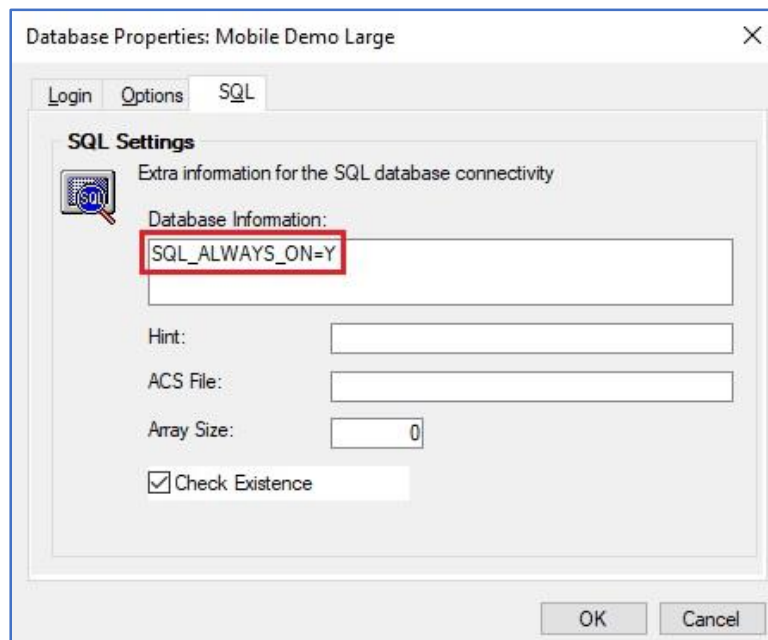 Database Properties: Mobile Demo Large
Login Options SQL
SQL Settings
Extra information for the SQL database connectivity
SQL
Database Information:
SQL_ALWAYS_ON=Y
Hint:
ACS File:
Array Size: 0
Check Existence
OK Cancel